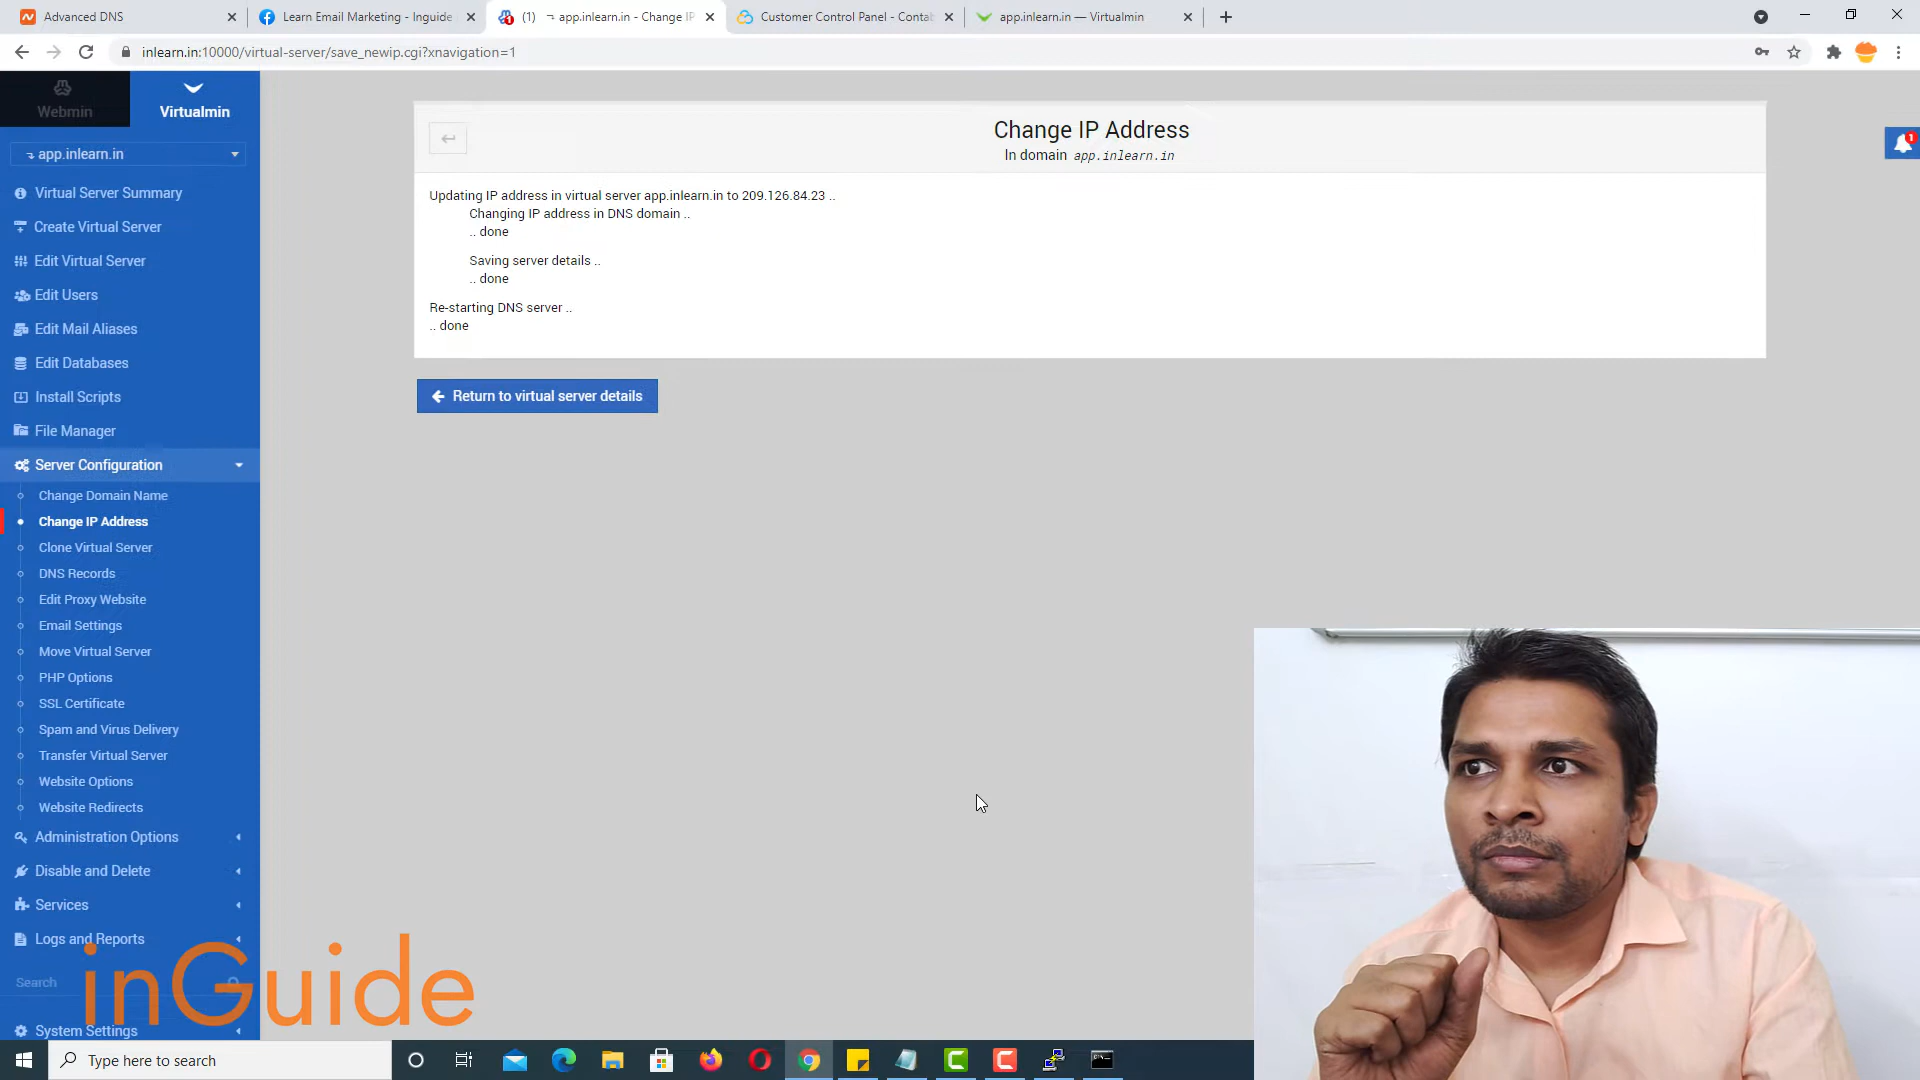 Advanced DNS
Learn Email Marketing - Inguide
(1) app.inlearn.in - Change IP
Customer Control Panel - Contab
app.inlearn.in — Virtualmin
inlearn.in:10000/virtual-server/save_newip.cgi?xnavigation=1
Webmin
Virtualmin
app.inlearn.in
Virtual Server Summary
Create Virtual Server
Edit Virtual Server
Edit Users
Edit Mail Aliases
Edit Databases
Install Scripts
File Manager
Server Configuration
Change Domain Name
Change IP Address
Clone Virtual Server
DNS Records
Edit Proxy Website
Email Settings
Move Virtual Server
PHP Options
SSL Certificate
Spam and Virus Delivery
Transfer Virtual Server
Website Options
Website Redirects
Administration Options
Disable and Delete
Services
Logs and Reports
Search
System Settings
Change IP Address
In domain app.inlearn.in
Updating IP address in virtual server app.inlearn.in to 209.126.84.23 ..
Changing IP address in DNS domain ..
.. done
Saving server details ..
.. done
Re-starting DNS server ..
.. done
Return to virtual server details
1
inGuide
Type here to search